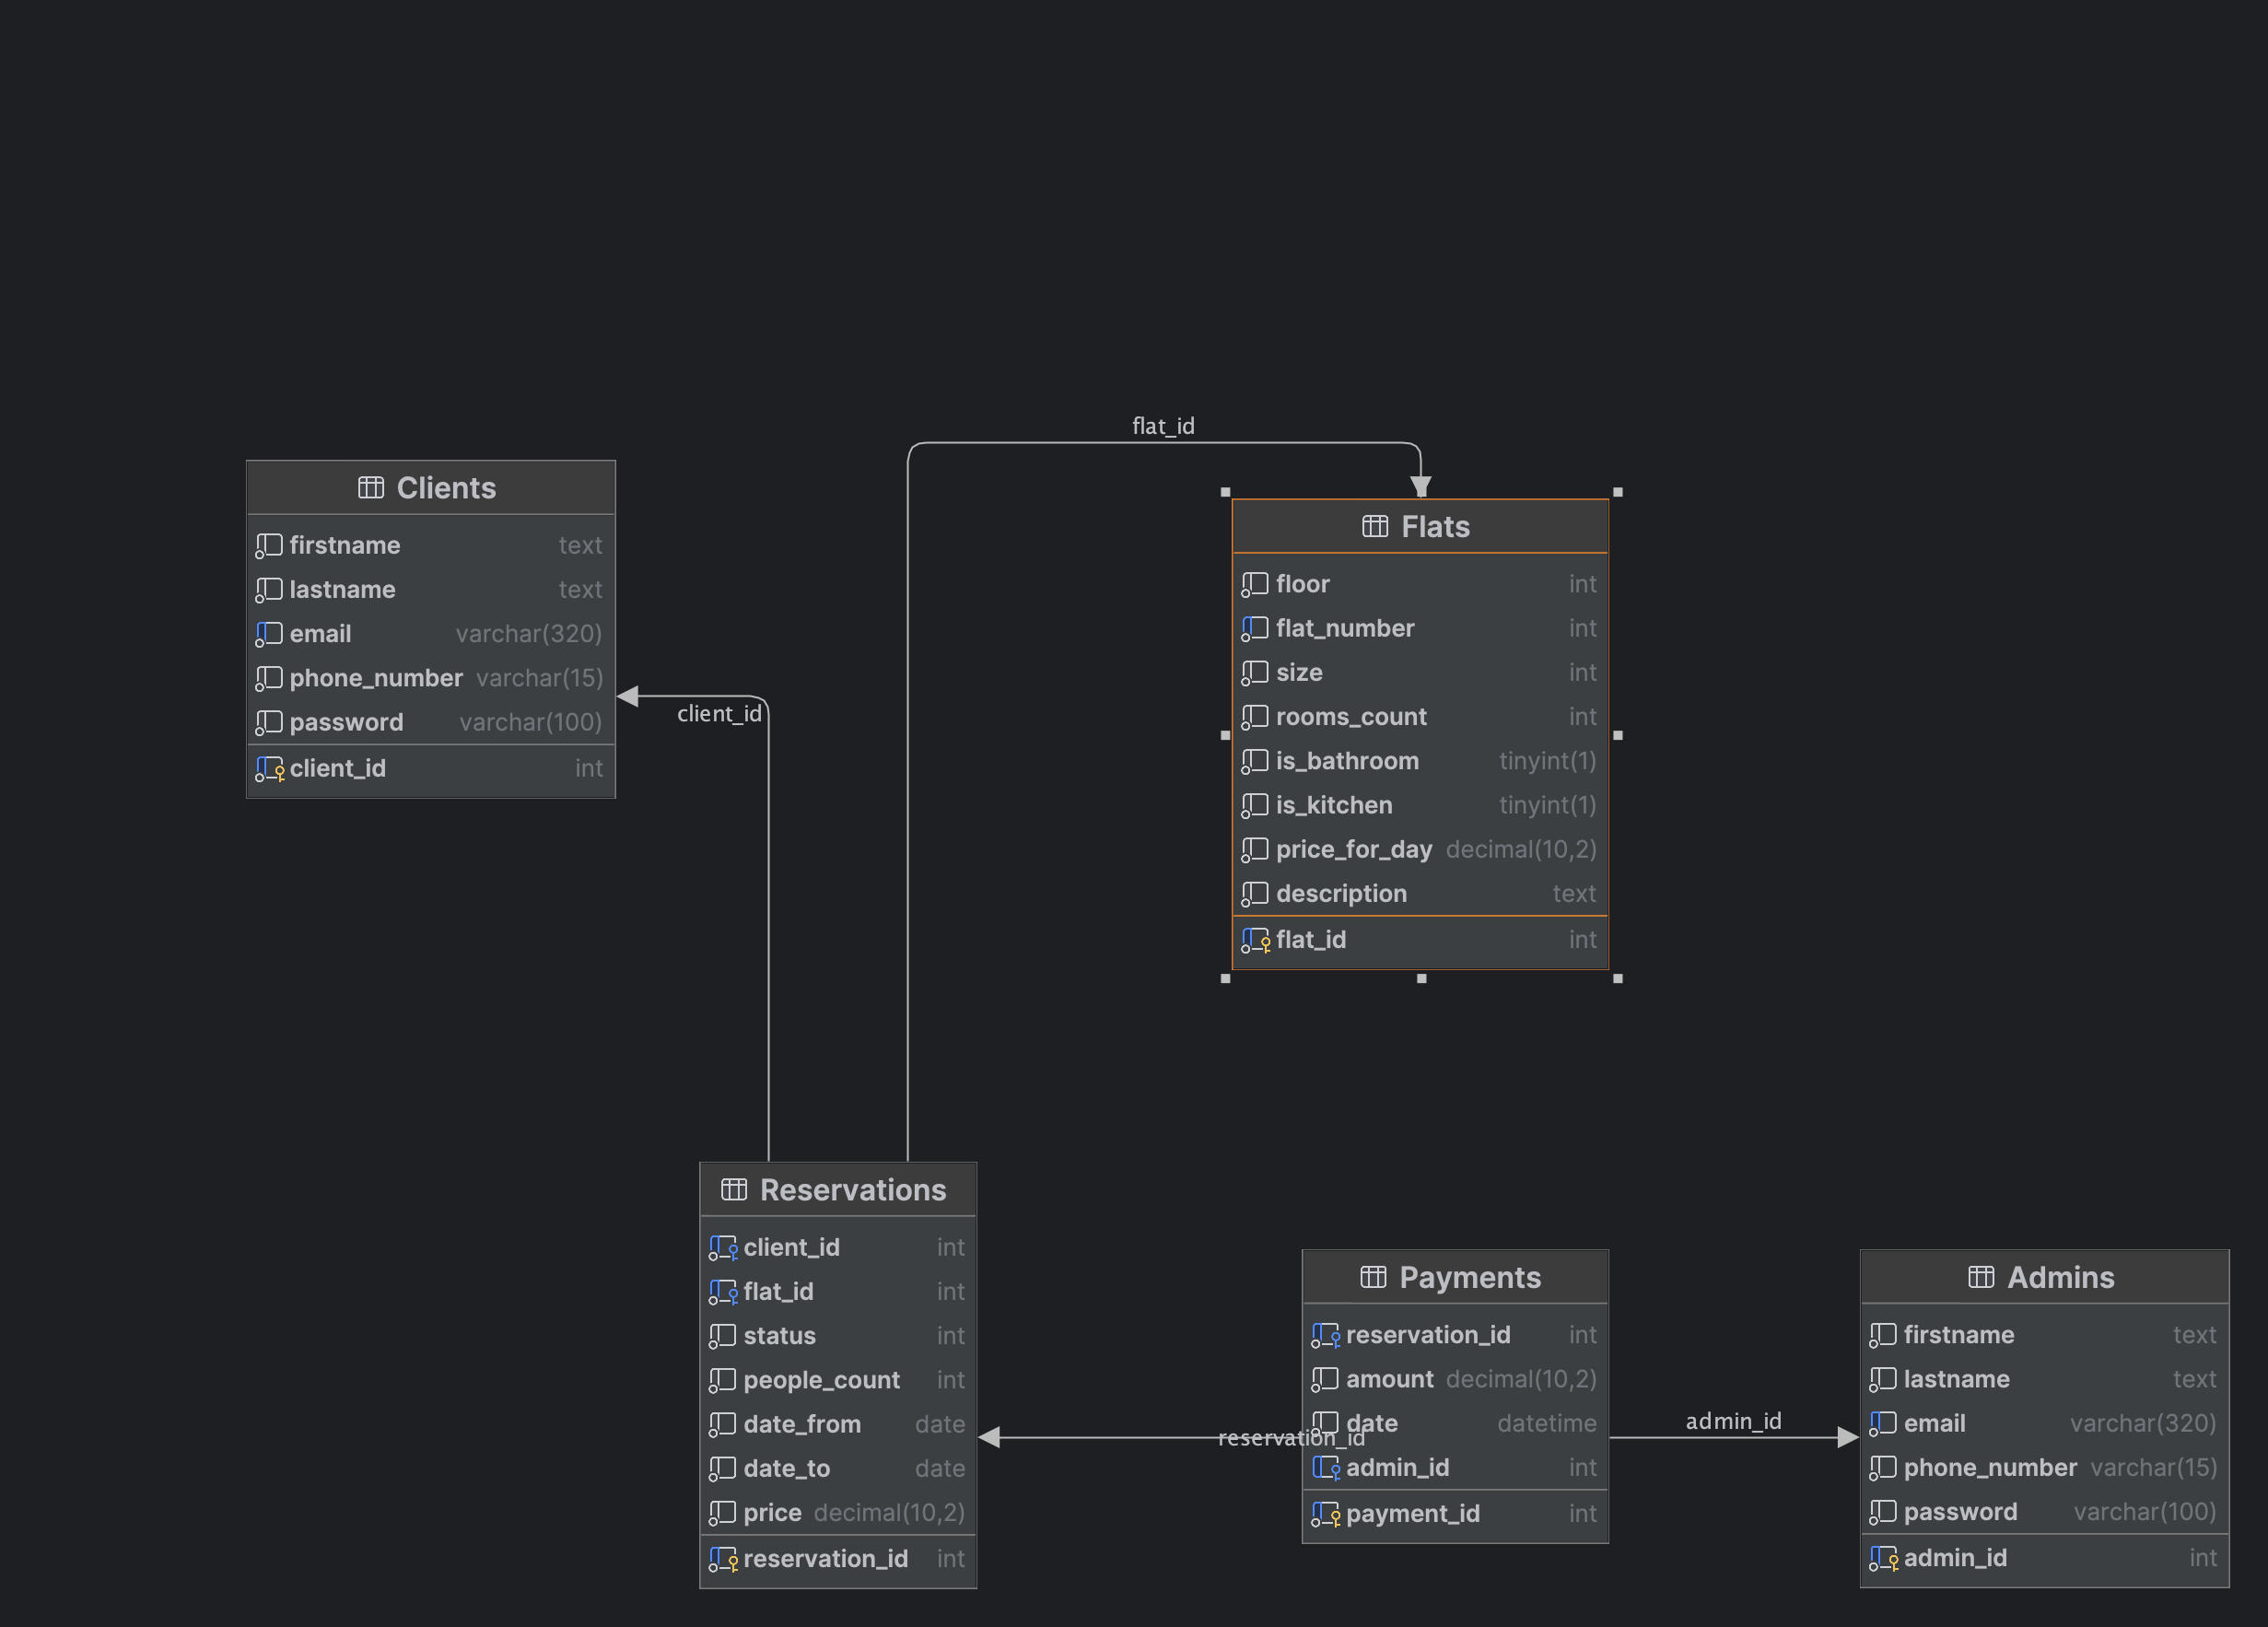 flat_id
Clients
firstname text
lastname text
email varchar(320)
phone_number varchar(15)
password varchar(100)
client_id int
client_id
Flats
floor int
flat_number int
size int
rooms_count int
is_bathroom tinyint(1)
is_kitchen tinyint(1)
price_for_day decimal(10,2)
description text
flat_id int
Reservations
client_id int
flat_id int
status int
people_count int
date_from date
date_to date
price decimal(10,2)
reservation_id int
reservation_id
Payments
reservation_id int
amount decimal(10,2)
date datetime
admin_id int
payment_id int
admin_id
Admins
firstname text
lastname text
email varchar(320)
phone_number varchar(15)
password varchar(100)
admin_id int